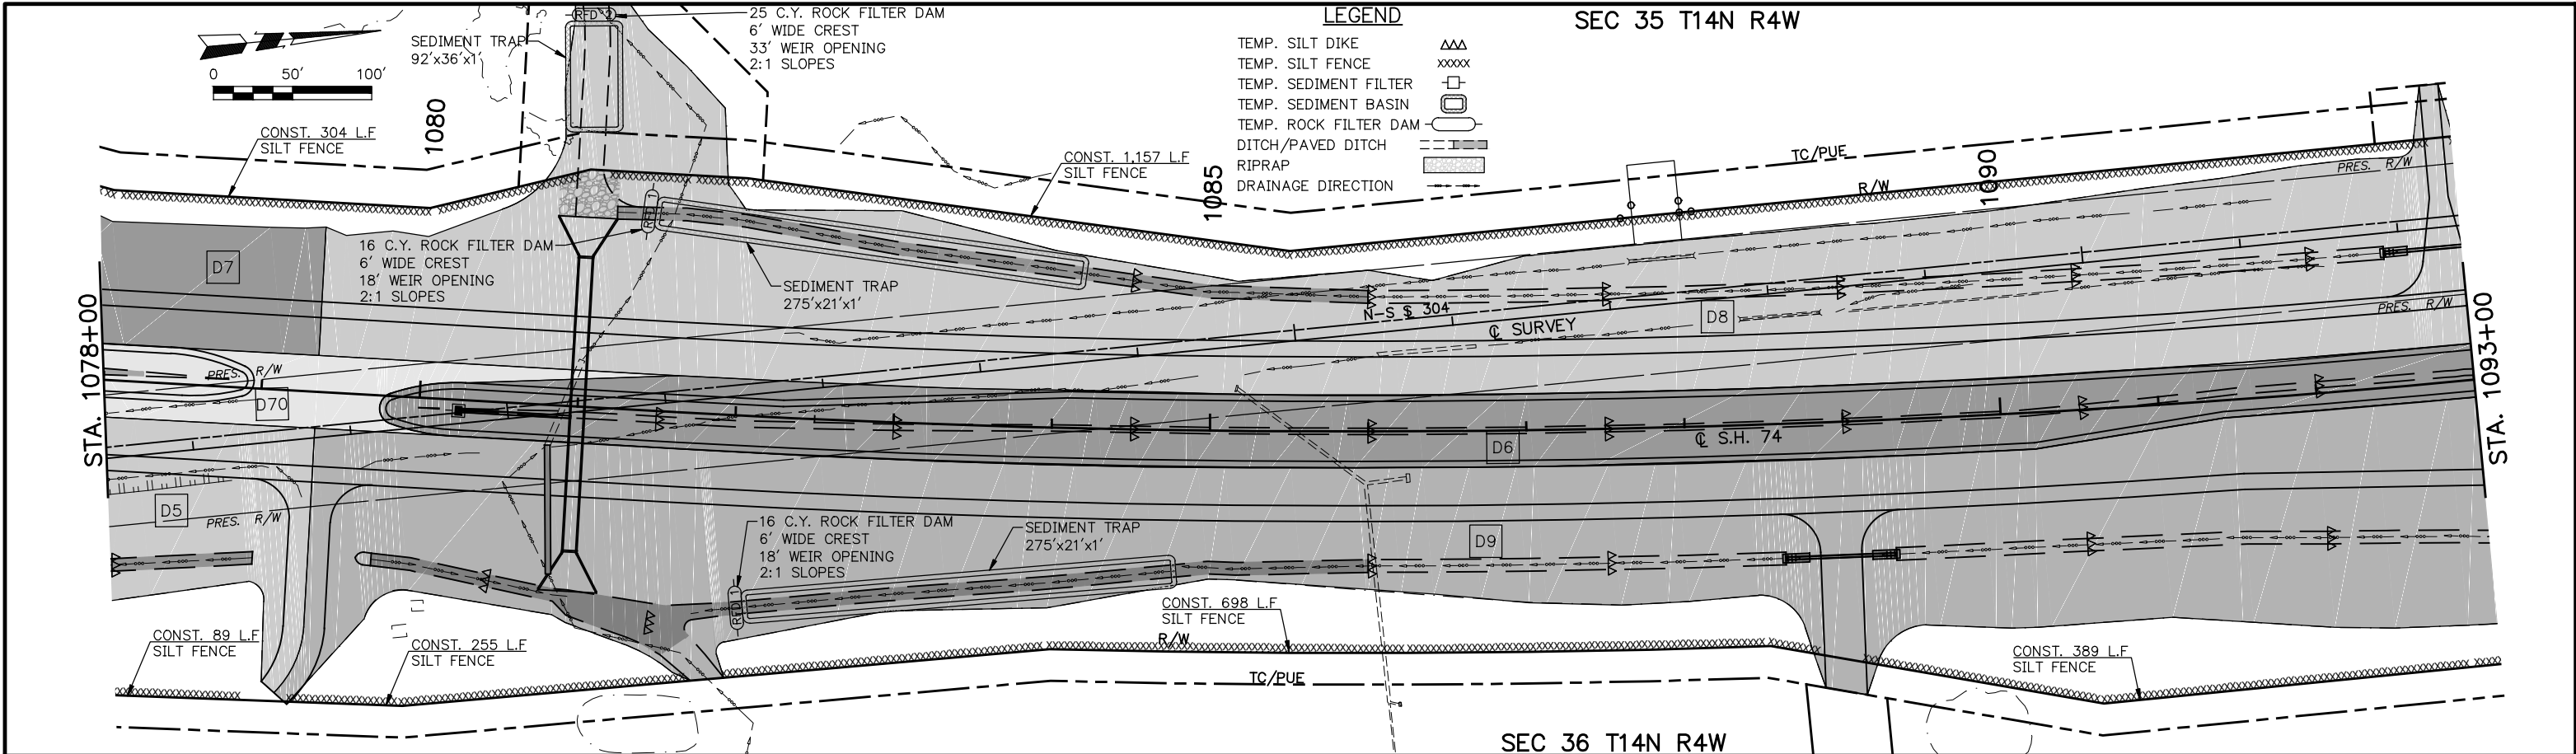 RFD 2
25 C.Y. ROCK FILTER DAM
6' WIDE CREST
33' WEIR OPENING
2:1 SLOPES
SEDIMENT TRAP
92'x36'x1'
0 50' 100'
LEGEND
TEMP. SILT DIKE
TEMP. SILT FENCE
TEMP. SEDIMENT FILTER
TEMP. SEDIMENT BASIN
TEMP. ROCK FILTER DAM
DITCH/PAVED DITCH
RIPRAP
DRAINAGE DIRECTION
SEC 35 T14N R4W
1080
CONST. 304 L.F
SILT FENCE
CONST. 1,157 L.F
SILT FENCE
1085
TC/PUE
R/W
1090
PRES. R/W
RFD 1
16 C.Y. ROCK FILTER DAM
6' WIDE CREST
18' WEIR OPENING
2:1 SLOPES
SEDIMENT TRAP
275'x21'x1'
D7
N-S ℄ 304
℄ SURVEY
D8
PRES. R/W
STA. 1078+00
STA. 1093+00
PRES. R/W
D70
D6
℄ S.H. 74
D5
PRES. R/W
16 C.Y. ROCK FILTER DAM
6' WIDE CREST
18' WEIR OPENING
2:1 SLOPES
SEDIMENT TRAP
275'x21'x1'
D9
RFD 1
CONST. 89 L.F
SILT FENCE
CONST. 255 L.F
SILT FENCE
CONST. 698 L.F
SILT FENCE
R/W
CONST. 389 L.F
SILT FENCE
TC/PUE
SEC 36 T14N R4W